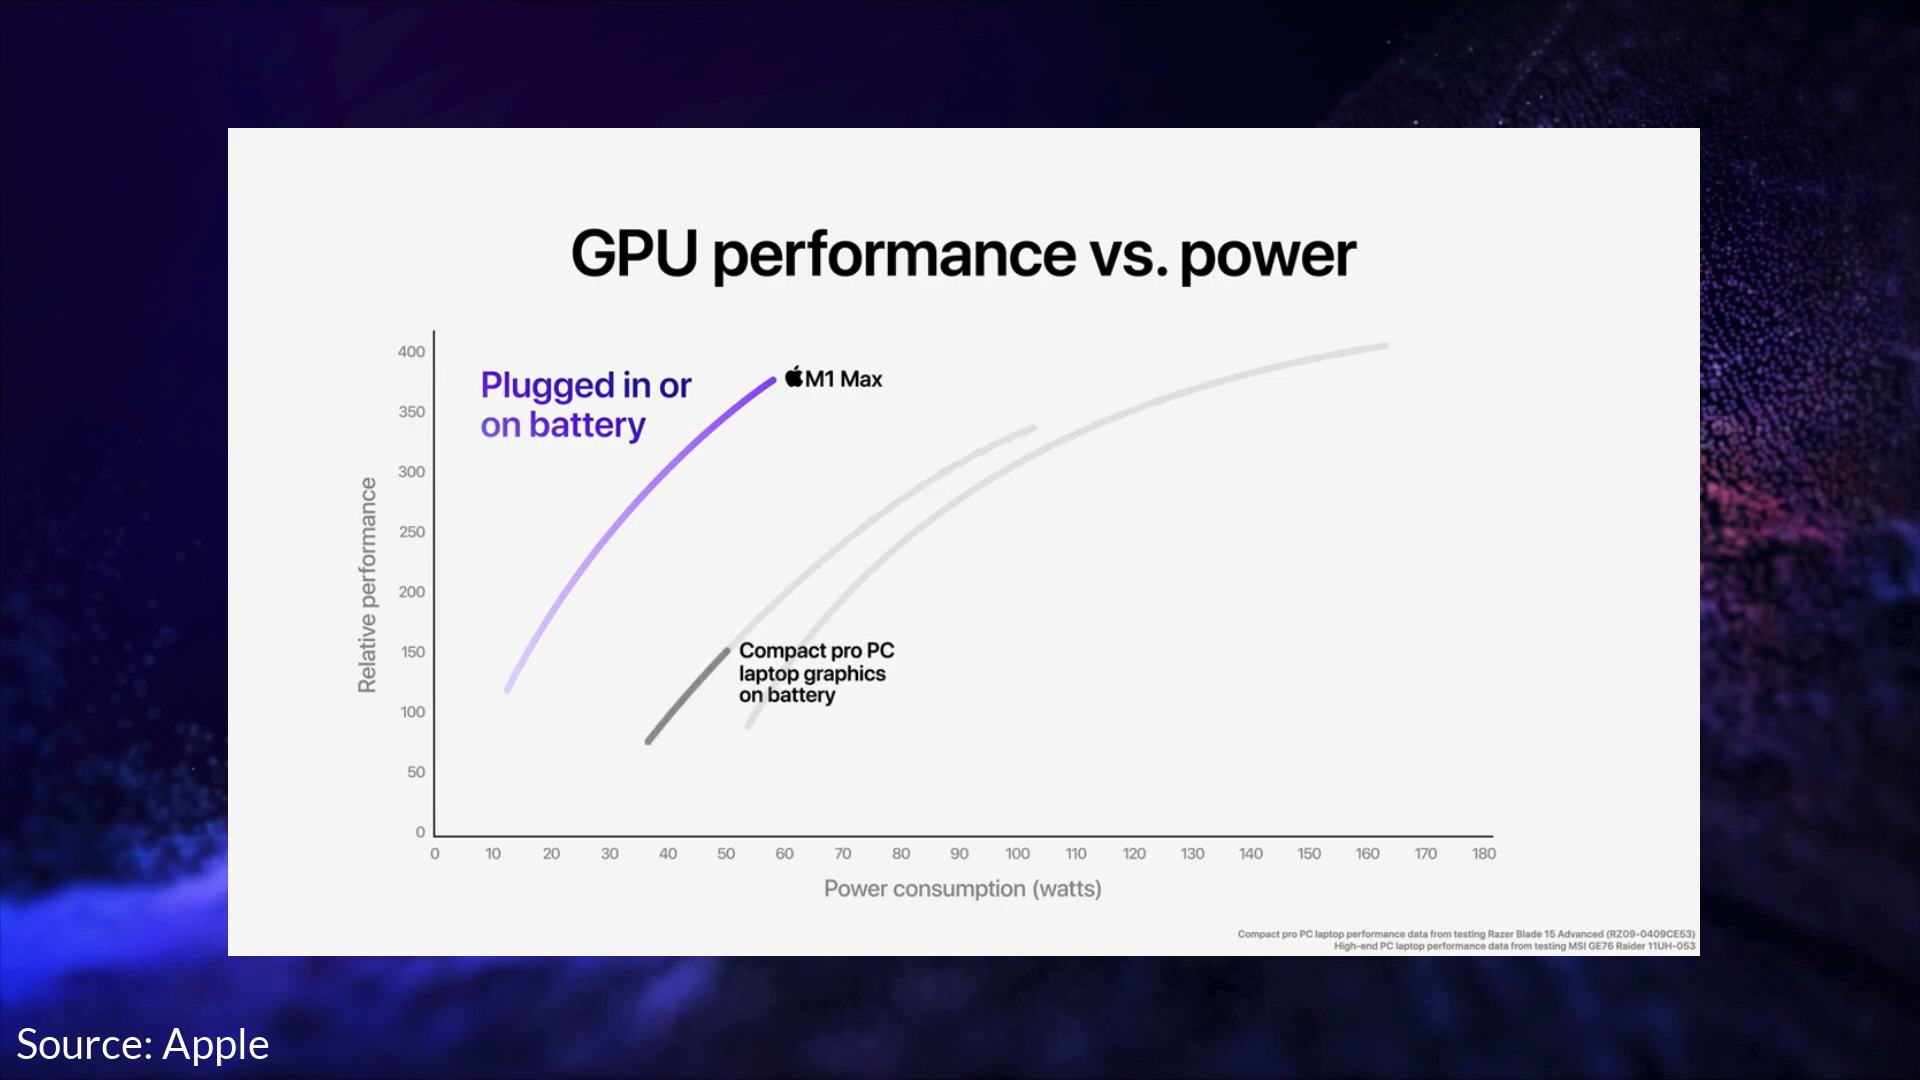 GPU performance vs. power
Plugged in or
on battery
M1 Max
Compact pro PC
laptop graphics
on battery
Relative performance
400
350
300
250
200
150
100
50
0
0 10 20 30 40 50 60 70 80 90 100 110 120 130 140 150 160 170 180
Power consumption (watts)
Compact pro PC laptop performance data from testing Razer Blade 15 Advanced (RZ09-0409CE53)
High-end PC laptop performance data from testing MSI GE76 Raider 11UH-053
Source: Apple